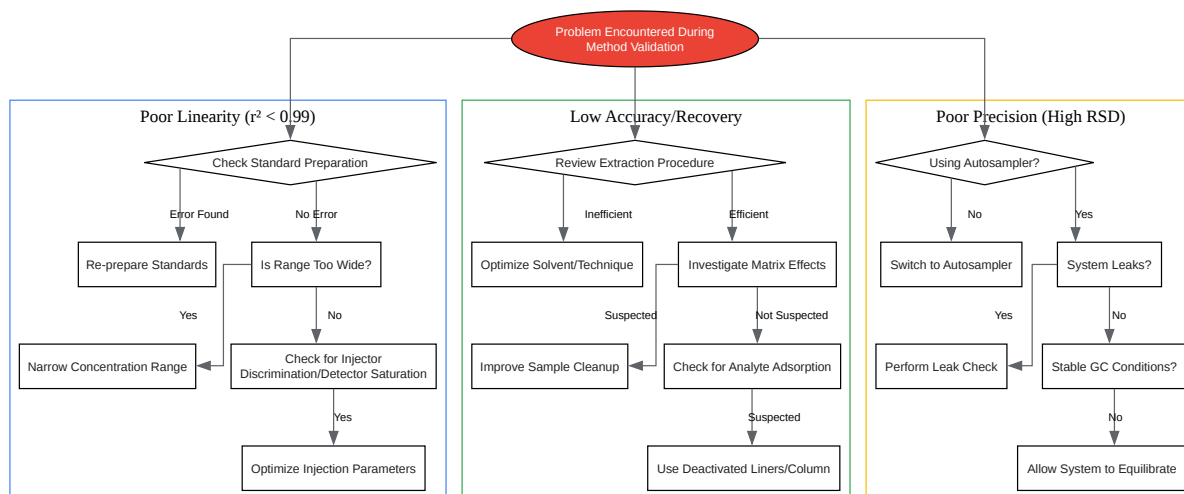 Problem Encountered During
Method Validation
Poor Linearity (r² < 0.99)
Check Standard Preparation
Error Found
No Error
Re-prepare Standards
Is Range Too Wide?
Yes
No
Narrow Concentration Range
Check for Injector
Discrimination/Detector Saturation
Yes
Optimize Injection Parameters
Low Accuracy/Recovery
Review Extraction Procedure
Inefficient
Efficient
Optimize Solvent/Technique
Investigate Matrix Effects
Suspected
Not Suspected
Improve Sample Cleanup
Check for Analyte Adsorption
Suspected
Use Deactivated Liners/Column
Poor Precision (High RSD)
Using Autosampler?
No
Yes
Switch to Autosampler
System Leaks?
Yes
No
Perform Leak Check
Stable GC Conditions?
No
Allow System to Equilibrate